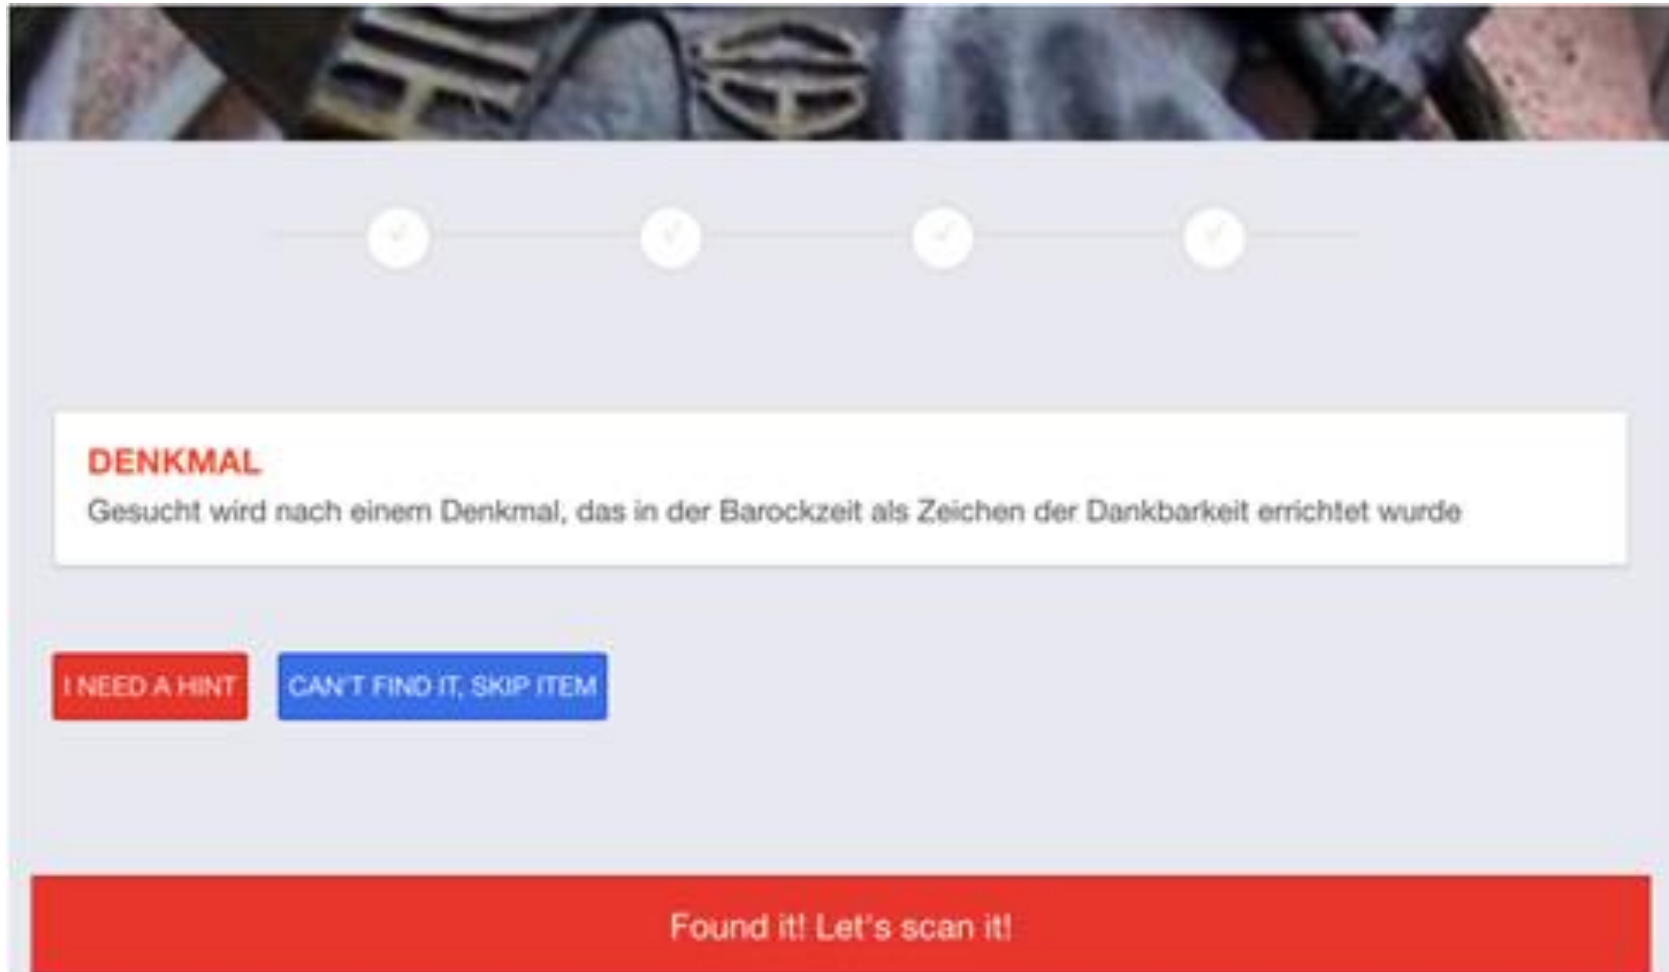 DENKMAL
Gesucht wird nach einem Denkmal, das in der Barockzeit als Zeichen der Dankbarkeit errichtet wurde
I NEED A HINT
CAN'T FIND IT, SKIP ITEM
Found it! Let's scan it!